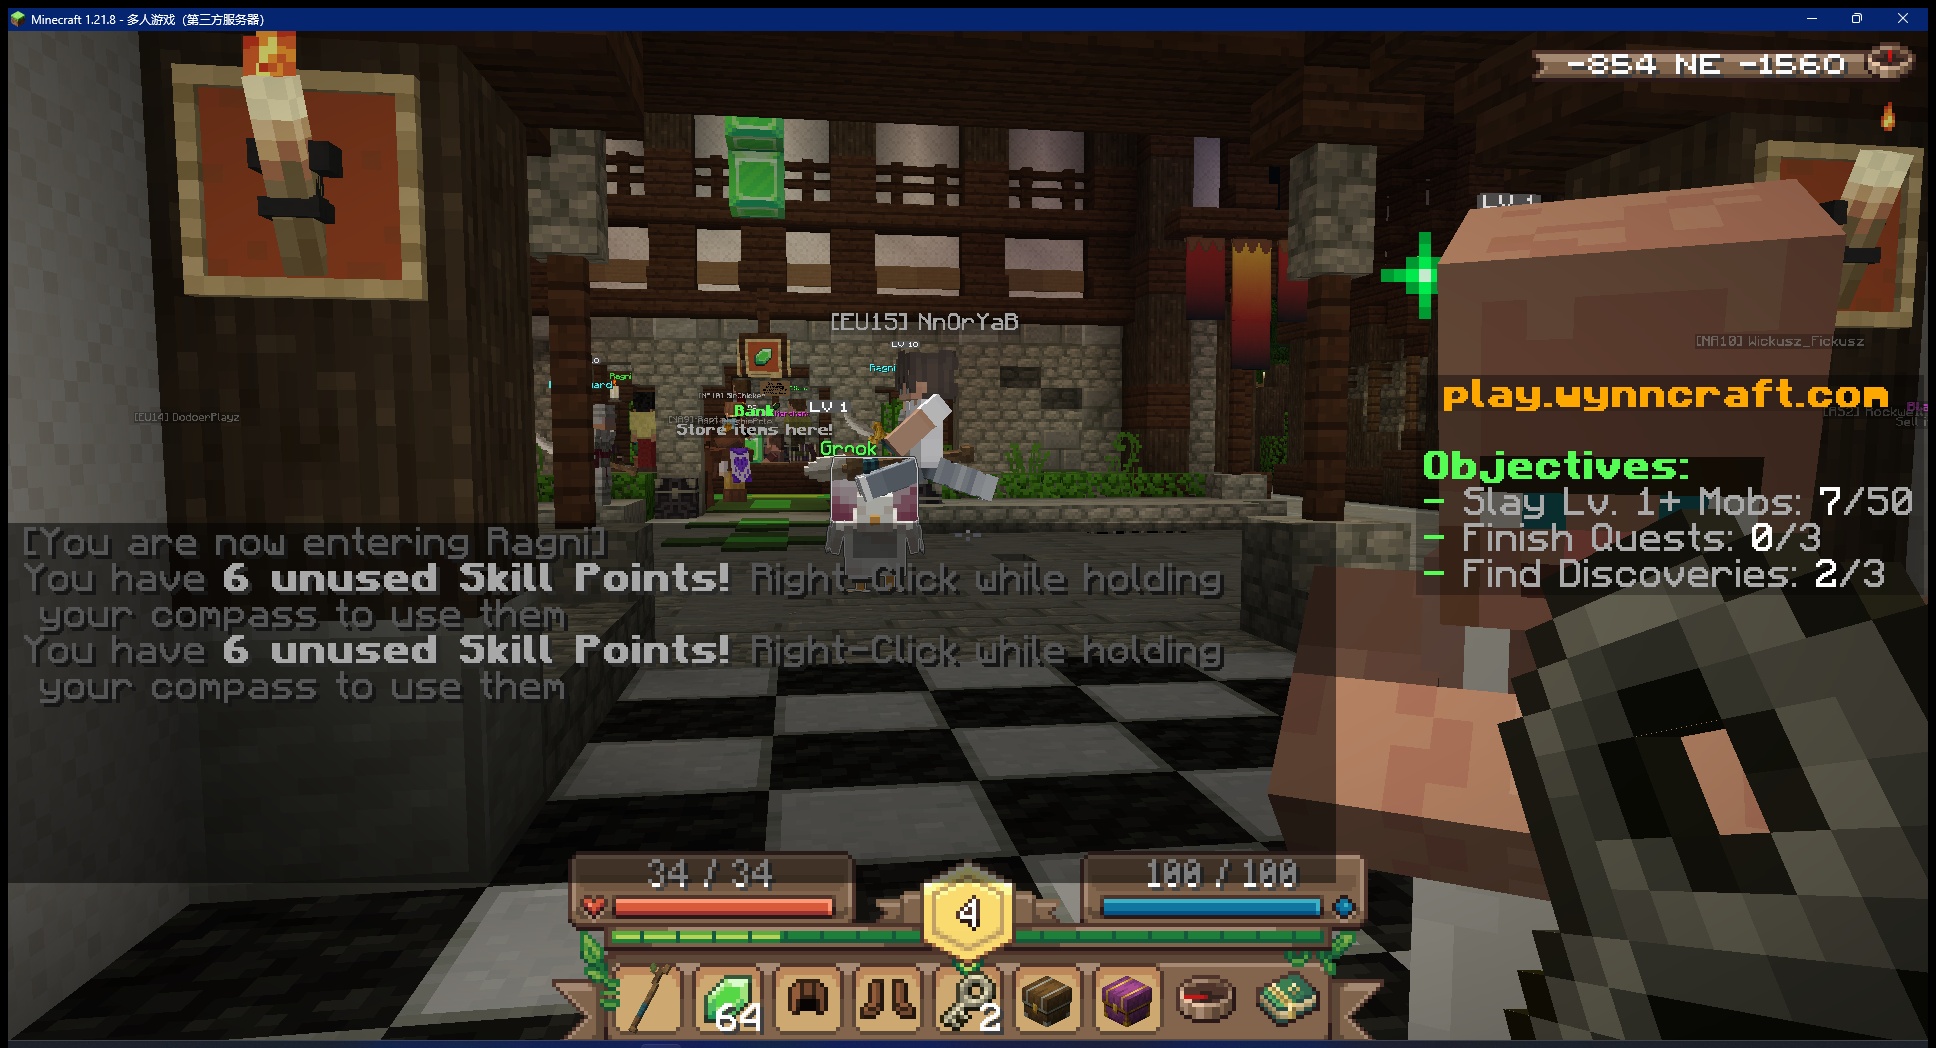 Minecraft 1.21.8 - 多人游戏（第三方服务器）
-854 NE -1560
LV 1
[EU15] NnOrYaB
LV 10
Ragni
[NA10] Wickusz_Fickusz
Ragni
play.wynncraft.com
[EU14] DodoerPlayz
Bank
LV 1
Store items here!
Grook
Objectives:
- Slay Lv. 1+ Mobs: 7/50
- Finish Quests: 0/3
- Find Discoveries: 2/3
[You are now entering Ragni]
You have 6 unused Skill Points! Right-Click while holding
your compass to use them
You have 6 unused Skill Points! Right-Click while holding
your compass to use them
34 / 34
4
100 / 100
64
2